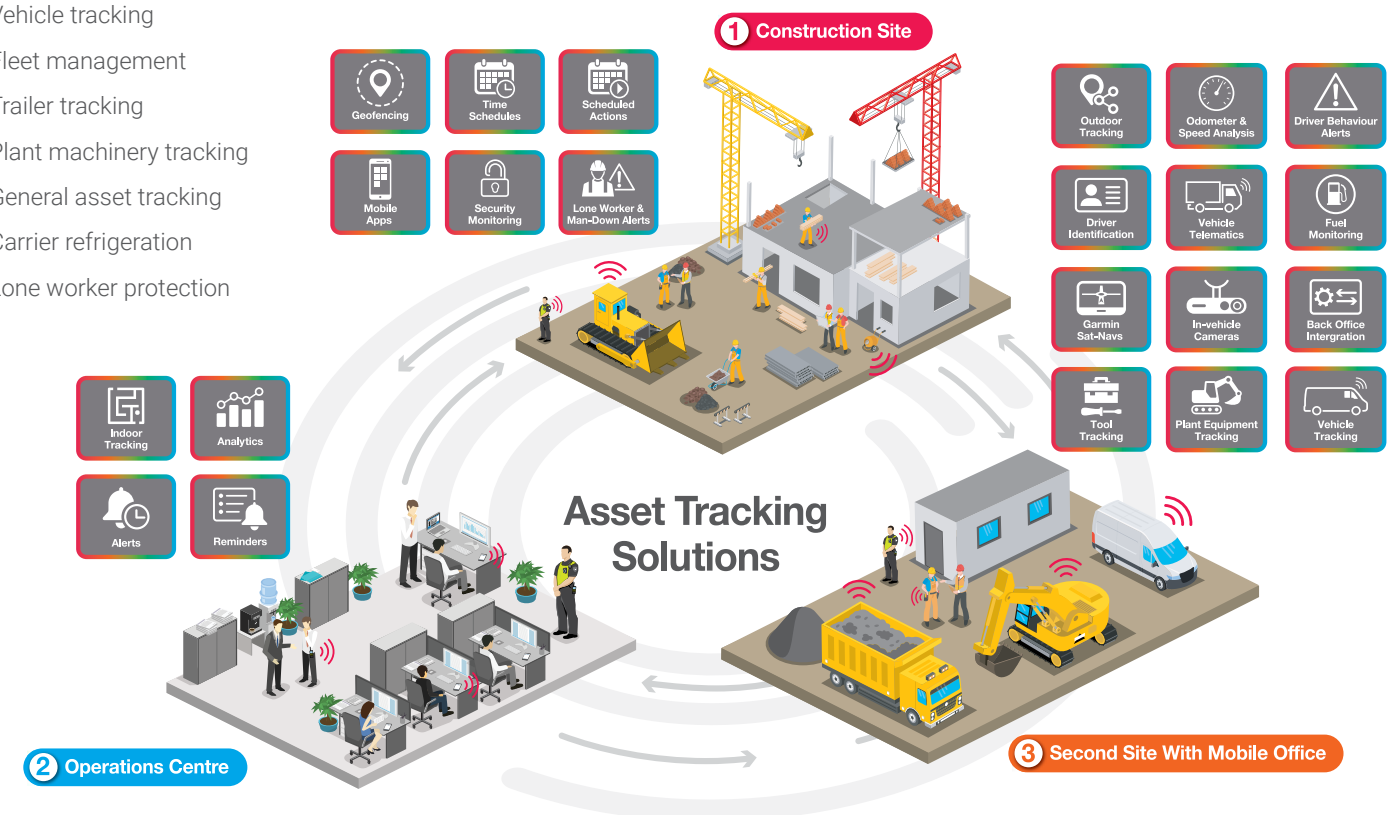 Vehicle tracking
Fleet management
Trailer tracking
Plant machinery tracking
General asset tracking
Carrier refrigeration
Lone worker protection
Geofencing
Time
Schedules
Scheduled
Actions
Mobile
Apps
Security
Monitoring
Lone Worker &
Man-Down Alerts
1 Construction Site
Outdoor
Tracking
Odometer &
Speed Analysis
Driver Behaviour
Alerts
Driver
Identification
Vehicle
Telematics
Fuel
Monitoring
Garmin
Sat-Navs
In-vehicle
Cameras
Back Office
Intergration
Tool
Tracking
Plant Equipment
Tracking
Vehicle
Tracking
Indoor
Tracking
Analytics
Alerts
Reminders
Asset Tracking
Solutions
2 Operations Centre
3 Second Site With Mobile Office